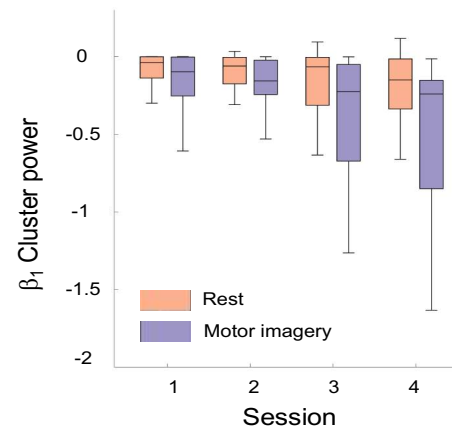 0
-0.5
-1
-1.5
-2
β₁ Cluster power
Rest
Motor imagery
1 2 3 4
Session